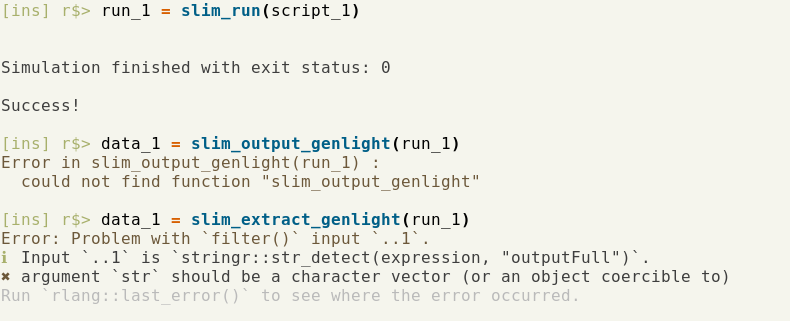 [ins] r$> run_1 = slim_run(script_1)
Simulation finished with exit status: 0
Success!
[ins] r$> data_1 = slim_output_genlight(run_1)
Error in slim_output_genlight(run_1) :
  could not find function "slim_output_genlight"
[ins] r$> data_1 = slim_extract_genlight(run_1)
Error: Problem with `filter()` input `..1`.
ℹ Input `..1` is `stringr::str_detect(expression, "outputFull")`.
✖ argument `str` should be a character vector (or an object coercible to)
Run `rlang::last_error()` to see where the error occurred.